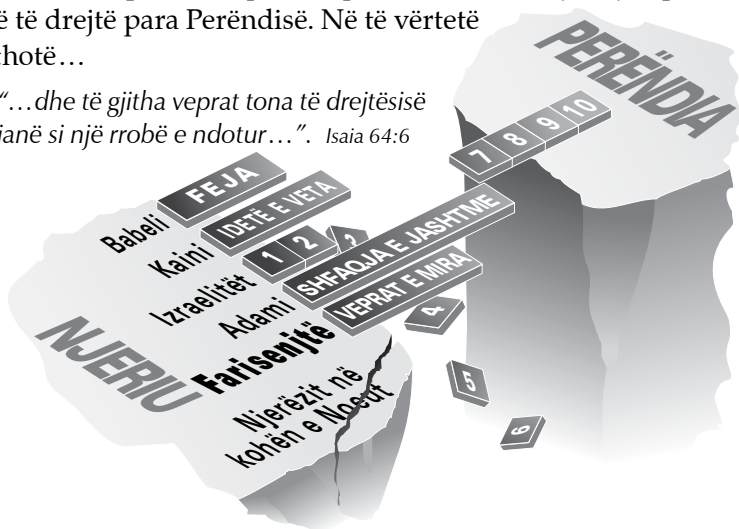 të drejtë para Perëndisë. Në të vërtetë
“…dhe të gjitha veprat tona të drejtësisë
janë si një rrobë e ndotur…”. Isaia 64:6
PERËNDIA
7 8 9 10
FEJA
Babeli
IDETË E VETA
Kaini
1 2 3
Izraelitët
SHFAQJA E JASHTME
Adami
VEPRAT E MIRA
Farisenjtë
NJERIU
Njerëzit në
kohën e Noeut
4
5
6